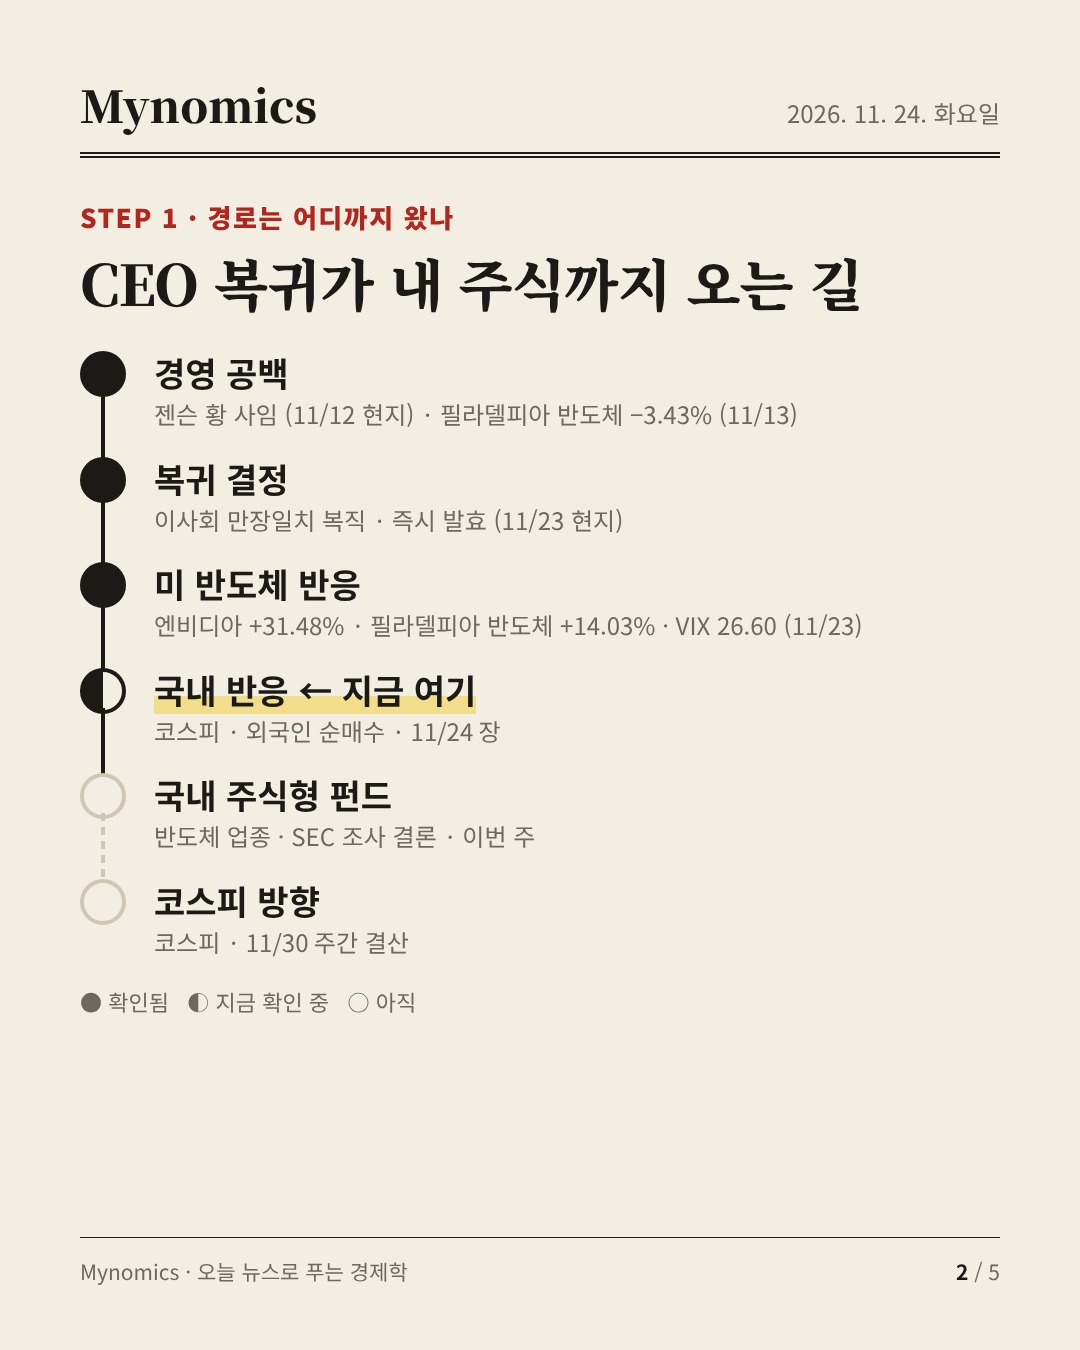 Mynomics
2026. 11. 24. 화요일
STEP 1 · 경로는 어디까지 왔나
CEO 복귀가 내 주식까지 오는 길
경영 공백
젠슨 황 사임 (11/12 현지) · 필라델피아 반도체 −3.43% (11/13)
복귀 결정
이사회 만장일치 복직 · 즉시 발효 (11/23 현지)
미 반도체 반응
엔비디아 +31.48% · 필라델피아 반도체 +14.03% · VIX 26.60 (11/23)
국내 반응 ← 지금 여기
코스피 · 외국인 순매수 · 11/24 장
국내 주식형 펀드
반도체 업종 · SEC 조사 결론 · 이번 주
코스피 방향
코스피 · 11/30 주간 결산
● 확인됨 ◐ 지금 확인 중 ○ 아직
Mynomics · 오늘 뉴스로 푸는 경제학
2 / 5